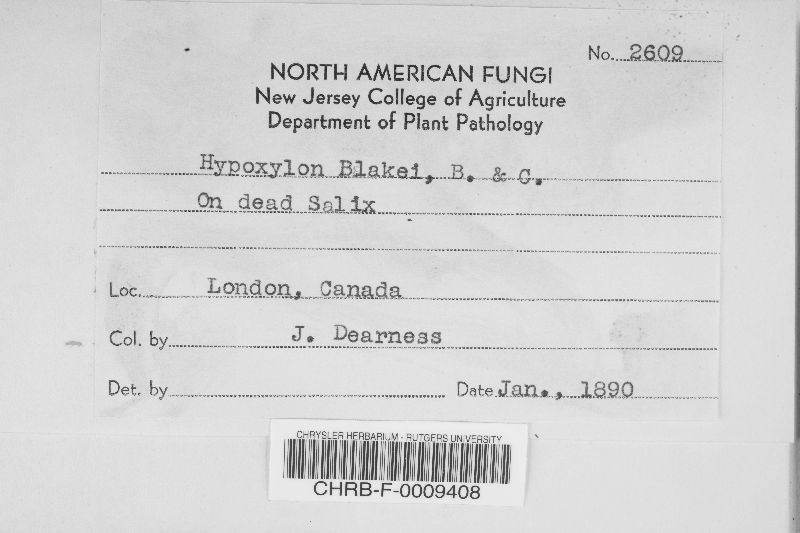 No. 2609
NORTH AMERICAN FUNGI
New Jersey College of Agriculture
Department of Plant Pathology
Hypoxylon Blakei, B. & C.
On dead Salix
Loc. London, Canada
Col. by J. Dearness
Det. by Date Jan., 1890
CHRYSLER HERBARIUM - RUTGERS UNIVERSITY
CHRB-F-0009408